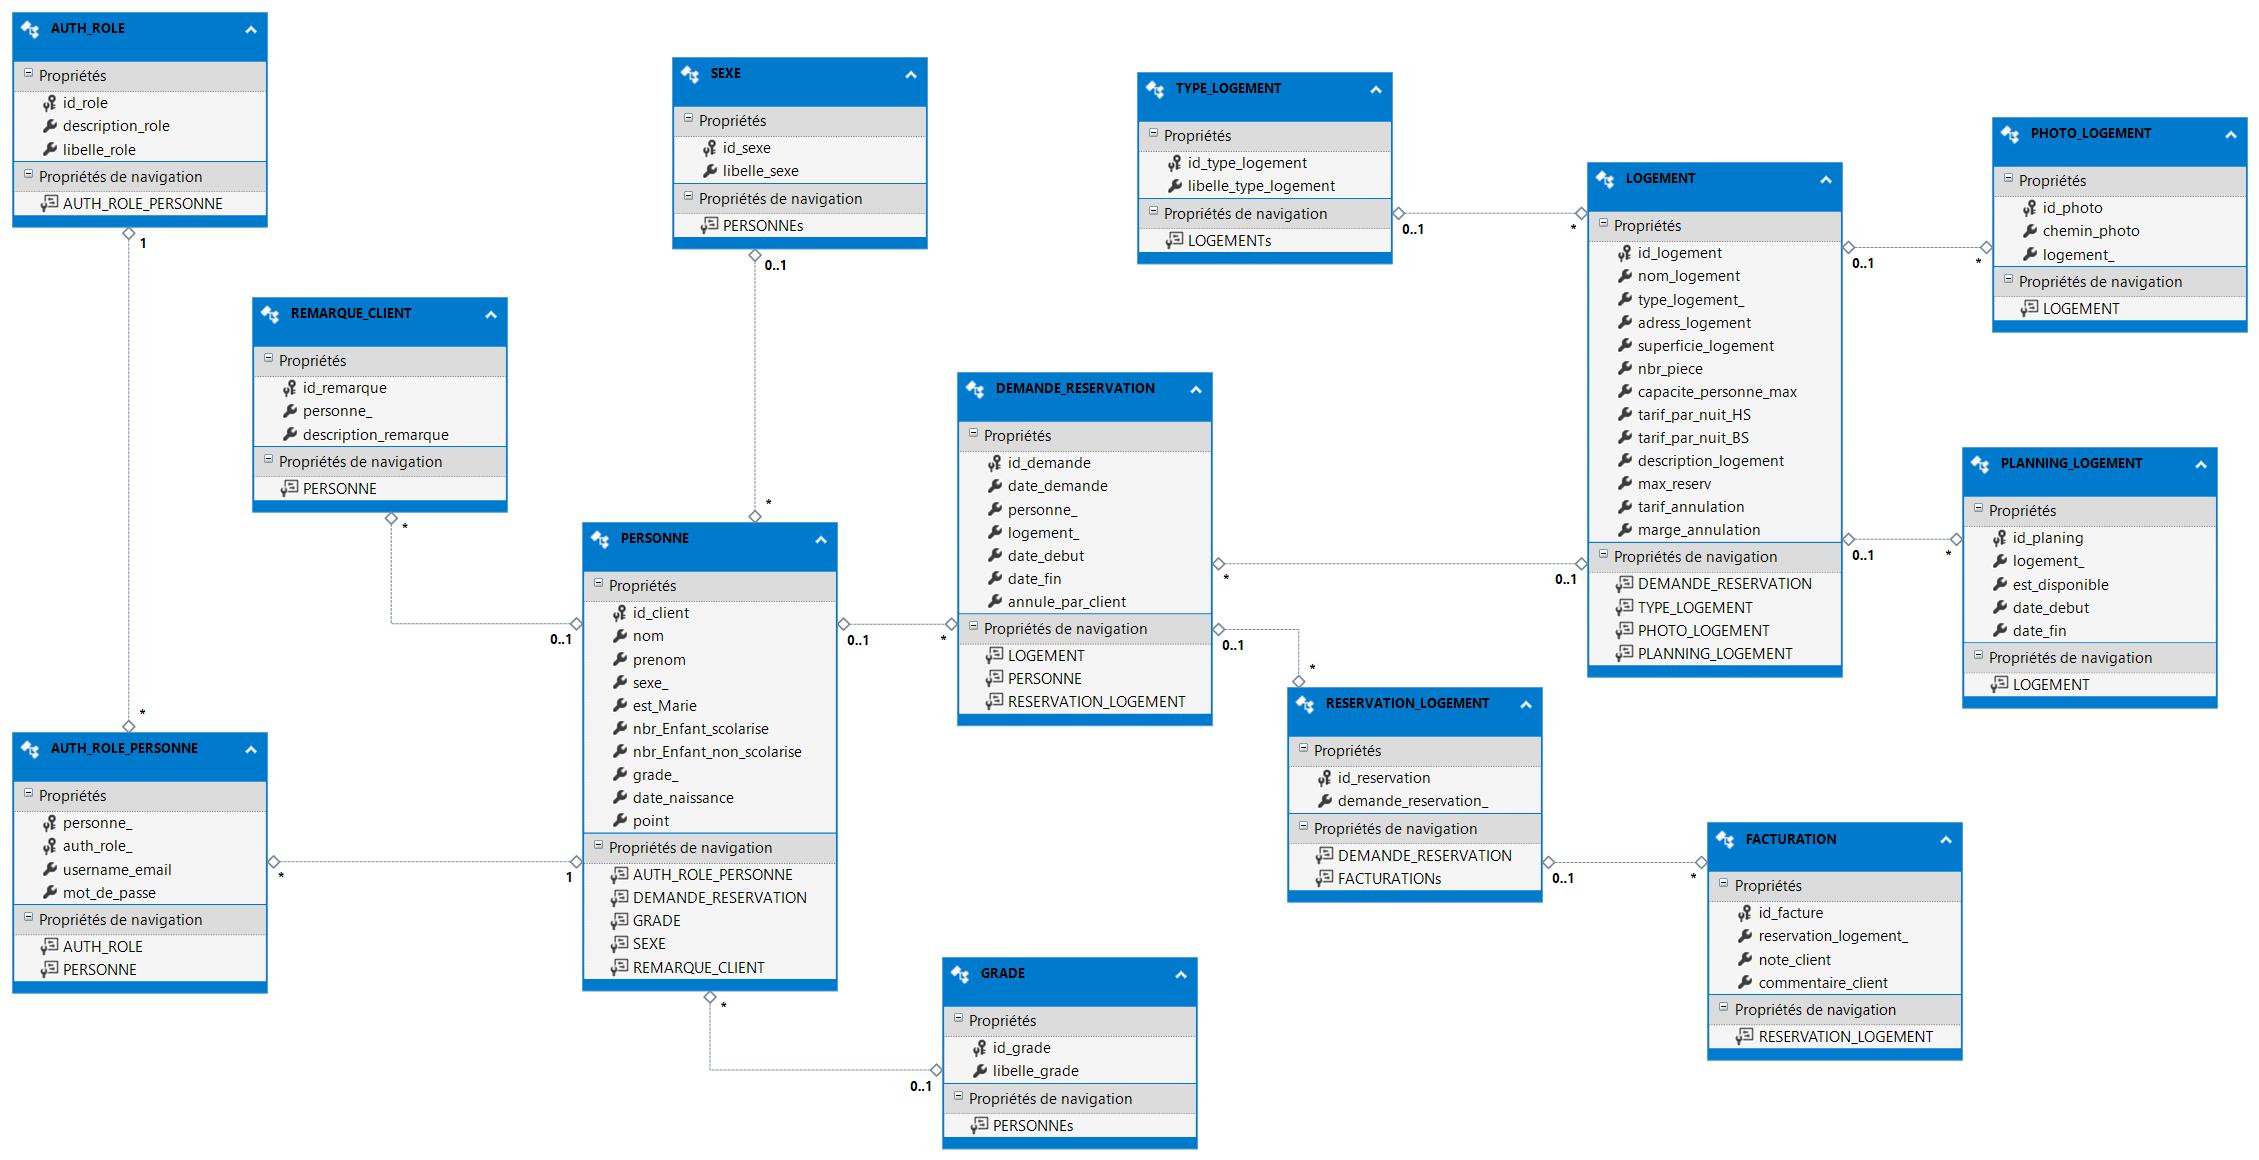 AUTH_ROLE
Propriétés
id_role
description_role
libelle_role
Propriétés de navigation
AUTH_ROLE_PERSONNE
1
*
SEXE
Propriétés
id_sexe
libelle_sexe
Propriétés de navigation
PERSONNEs
0..1
*
TYPE_LOGEMENT
Propriétés
id_type_logement
libelle_type_logement
Propriétés de navigation
LOGEMENTs
0..1
*
LOGEMENT
Propriétés
id_logement
nom_logement
type_logement_
adress_logement
superficie_logement
nbr_piece
capacite_personne_max
tarif_par_nuit_HS
tarif_par_nuit_BS
description_logement
max_reserv
tarif_annulation
marge_annulation
Propriétés de navigation
DEMANDE_RESERVATION
TYPE_LOGEMENT
PHOTO_LOGEMENT
PLANNING_LOGEMENT
0..1
*
PHOTO_LOGEMENT
Propriétés
id_photo
chemin_photo
logement_
Propriétés de navigation
LOGEMENT
REMARQUE_CLIENT
Propriétés
id_remarque
personne_
description_remarque
Propriétés de navigation
PERSONNE
*
0..1
DEMANDE_RESERVATION
Propriétés
id_demande
date_demande
personne_
logement_
date_debut
date_fin
annule_par_client
Propriétés de navigation
LOGEMENT
PERSONNE
RESERVATION_LOGEMENT
*
0..1
0..1
*
PLANNING_LOGEMENT
Propriétés
id_planing
logement_
est_disponible
date_debut
date_fin
Propriétés de navigation
LOGEMENT
0..1
*
PERSONNE
Propriétés
id_client
nom
prenom
sexe_
est_Marie
nbr_Enfant_scolarise
nbr_Enfant_non_scolarise
grade_
date_naissance
point
Propriétés de navigation
AUTH_ROLE_PERSONNE
DEMANDE_RESERVATION
GRADE
SEXE
REMARQUE_CLIENT
0..1
*
RESERVATION_LOGEMENT
Propriétés
id_reservation
demande_reservation_
Propriétés de navigation
DEMANDE_RESERVATION
FACTURATIONs
0..1
*
AUTH_ROLE_PERSONNE
Propriétés
personne_
auth_role_
username_email
mot_de_passe
Propriétés de navigation
AUTH_ROLE
PERSONNE
*
1
FACTURATION
Propriétés
id_facture
reservation_logement_
note_client
commentaire_client
Propriétés de navigation
RESERVATION_LOGEMENT
*
0..1
GRADE
Propriétés
id_grade
libelle_grade
Propriétés de navigation
PERSONNEs